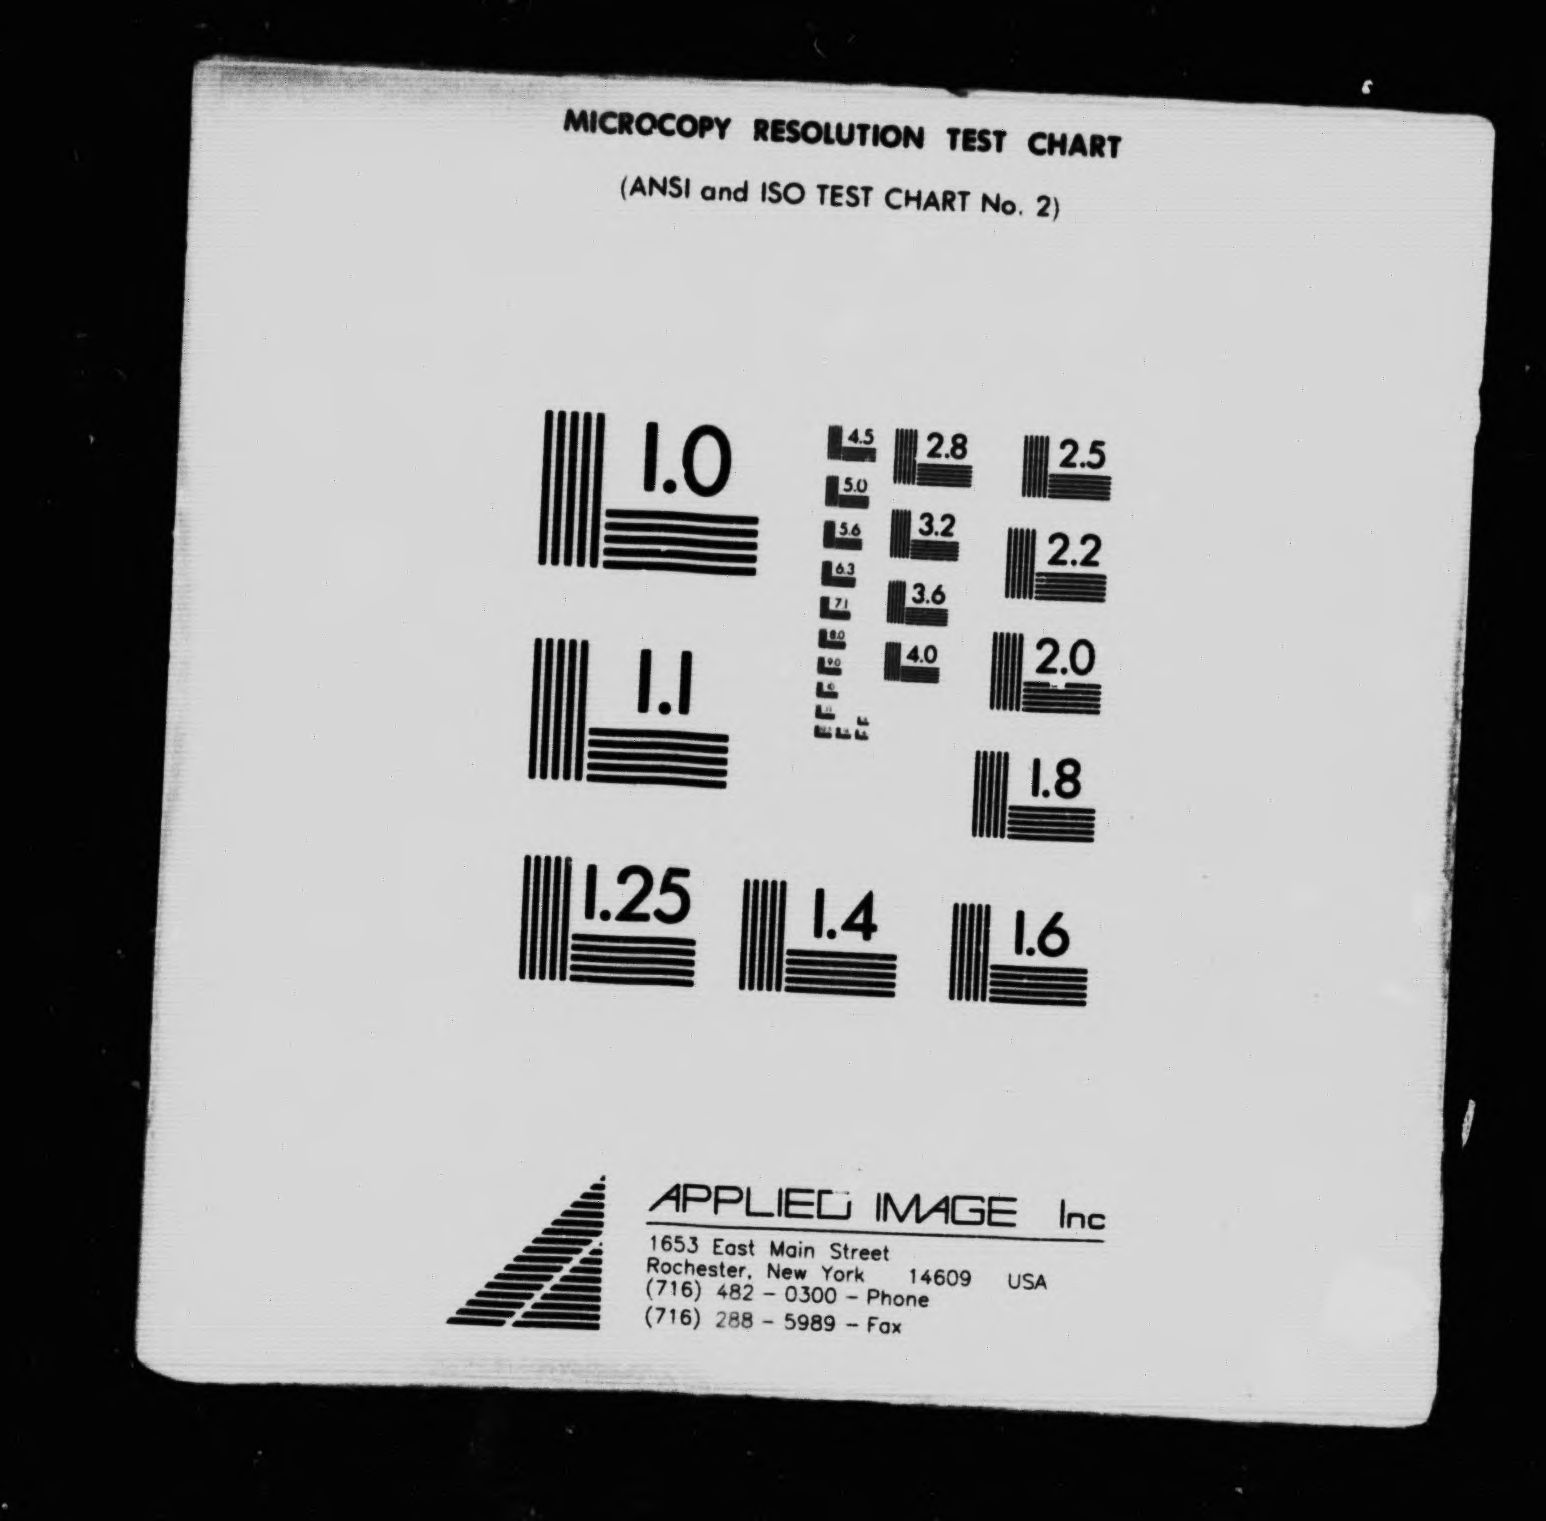 MICROCOPY RESOLUTION TEST CHART
(ANSI and ISO TEST CHART No. 2)
1.0
1.1
1.25
1.4
1.6
1.8
2.0
2.2
2.5
2.8
3.2
3.6
4.0
4.5
5.0
5.6
6.3
7.1
8.0
9.0
APPLIED IMAGE Inc
1653 East Main Street
Rochester, New York 14609 USA
(716) 482 - 0300 - Phone
(716) 288 - 5989 - Fax